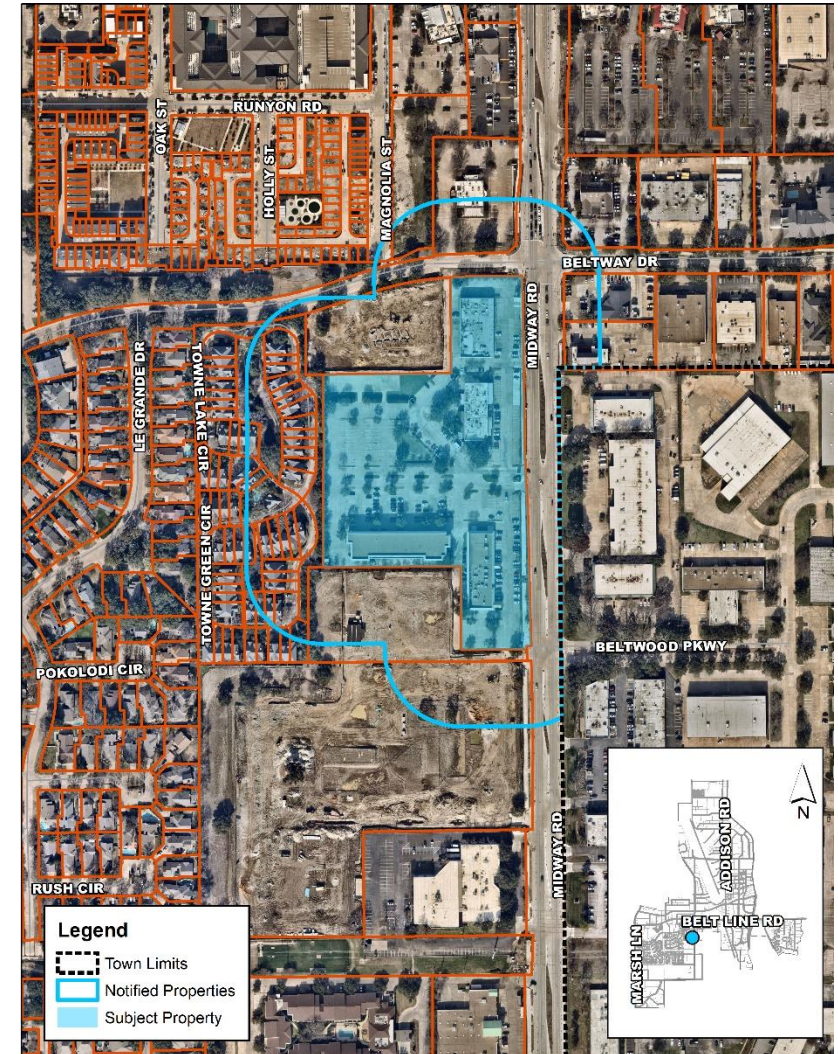 RUNYON RD
OAK ST
HOLLY ST
MAGNOLIA ST
BELTWAY DR
MIDWAY RD
LE GRANDE DR
TOWNE LAKE CIR
TOWNE GREEN CIR
BELTWOOD PKWY
POKOLODI CIR
MIDWAY RD
RUSH CIR
Legend
Town Limits
Notified Properties
Subject Property
N
ADDISON RD
BELT LINE RD
MARSH LN